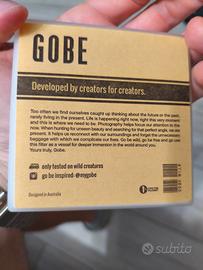 GOBE
Developed by creators for creators.
Too often we find ourselves caught up thinking about the future or the past,
rarely living in the present. Life is happening right now, right this very moment
and this is where we need to be. Photography helps focus our attention to this
now. When hunting for unseen beauty and searching for that perfect angle, we are
present. It helps us reconnect with our surroundings and forget the unnecessary
baggage with which we complicate our lives. Go be wild, go be free and go use
this filter as a vessel for deeper immersion in the world around you.
Yours truly, Gobe.
only tested on wild creatures
go be inspired: @mygobe
Designed in Australia
subito